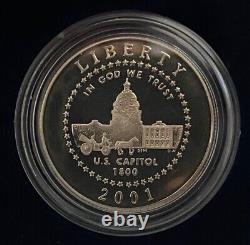 LIBERTY
IN GOD WE TRUST
U.S. CAPITOL
1800
2001